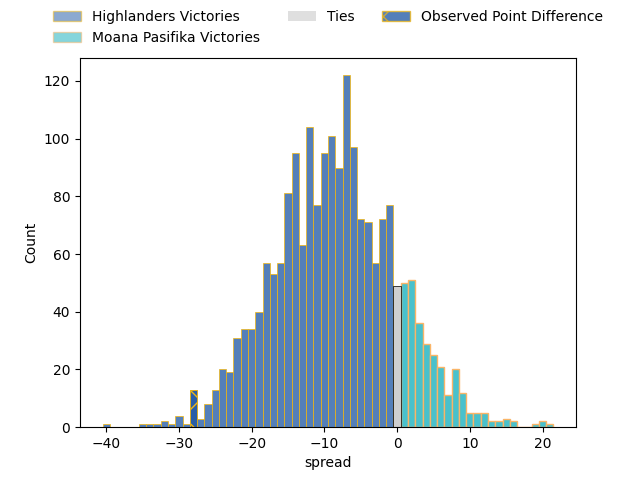 Highlanders Victories
Ties
Observed Point Difference
Moana Pasifika Victories
120
100
80
60
40
20
0
Count
−40
−30
−20
−10
0
10
20
spread